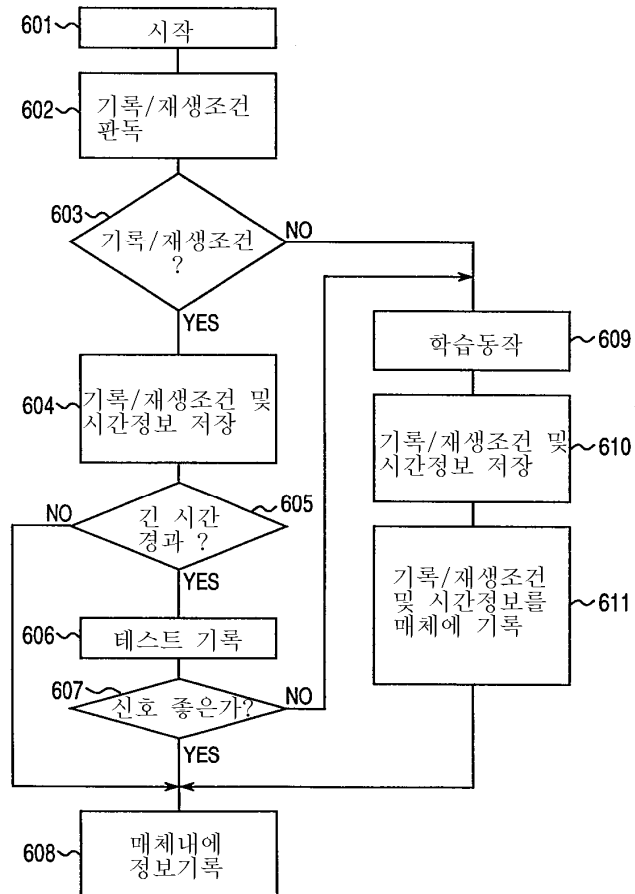 601
시작
602
기록/재생조건
판독
603
기록/재생조건
?
NO
YES
604
기록/재생조건 및
시간정보 저장
605
긴 시간
경과 ?
NO
YES
606
테스트 기록
607
신호 좋은가?
NO
YES
608
매체내에
정보기록
609
학습동작
610
기록/재생조건 및
시간정보 저장
611
기록/재생조건
및 시간정보를
매체에 기록